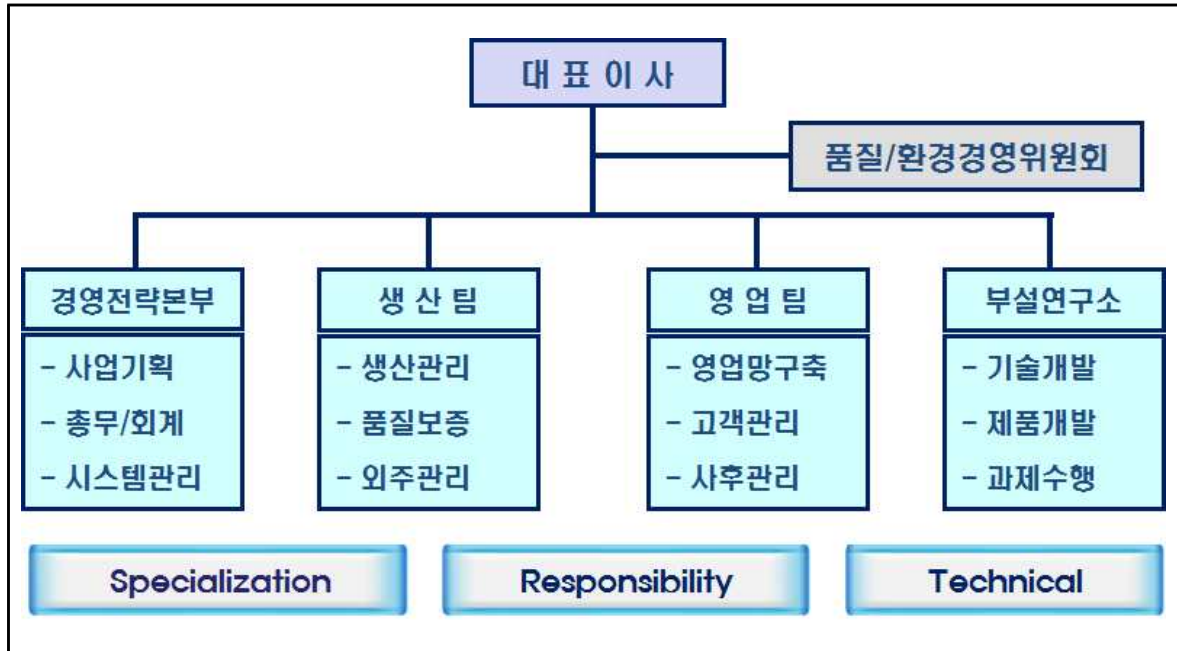 대 표 이 사
품질/환경경영위원회
경영전략본부
- 사업기획
- 총무/회계
- 시스템관리
생 산 팀
- 생산관리
- 품질보증
- 외주관리
영 업 팀
- 영업망구축
- 고객관리
- 사후관리
부설연구소
- 기술개발
- 제품개발
- 과제수행
Specialization
Responsibility
Technical